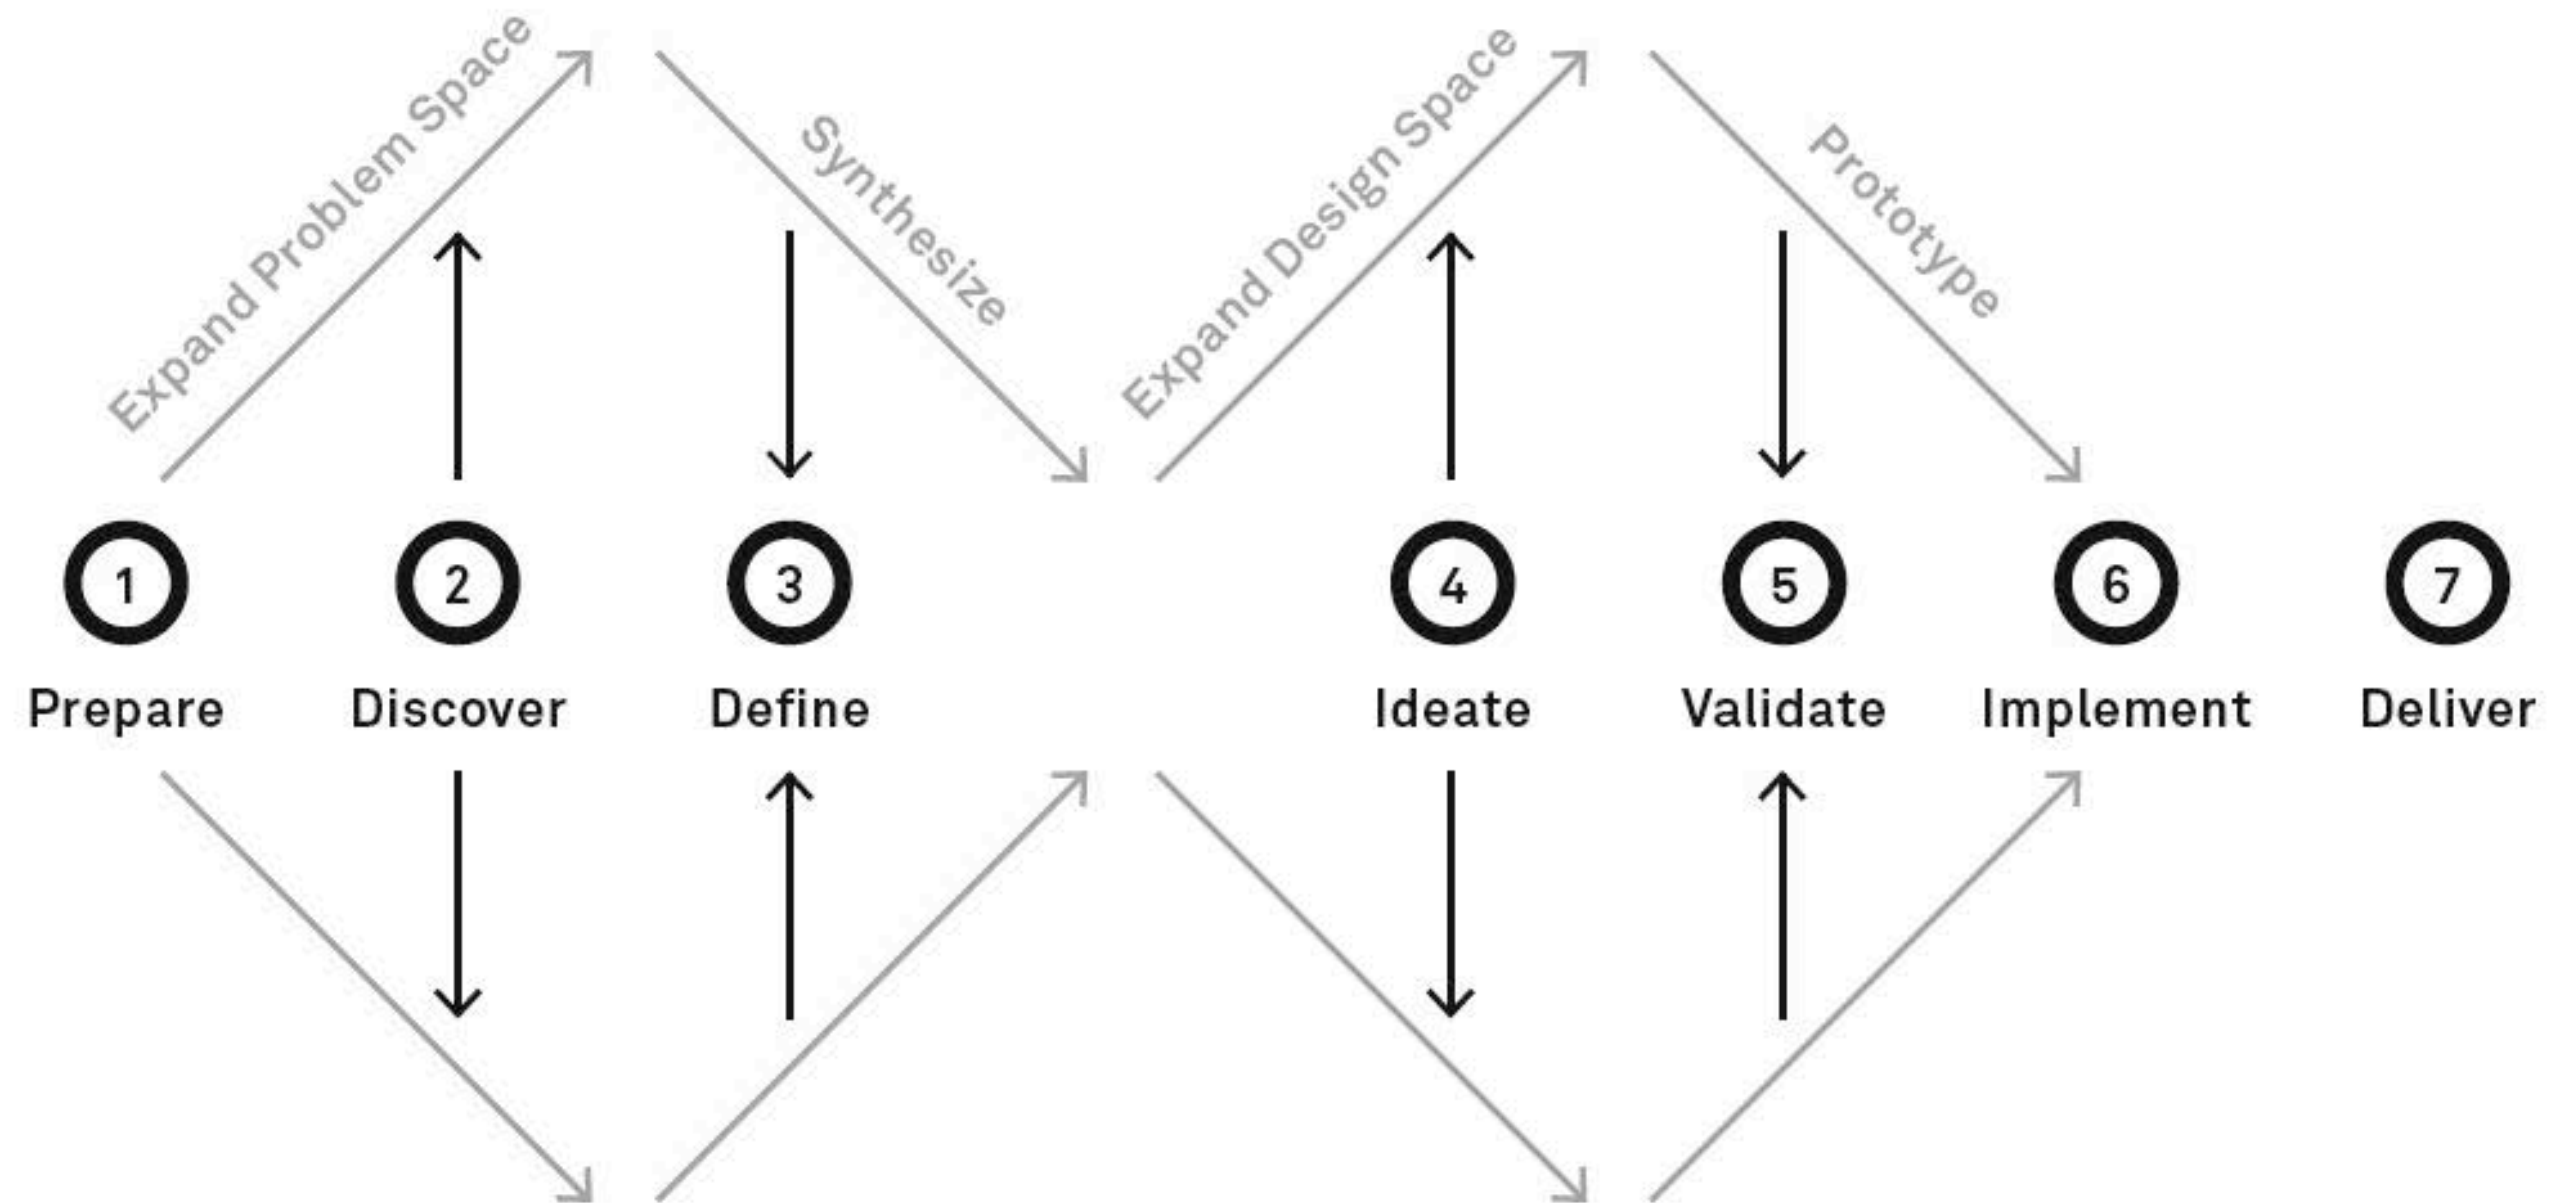 Expand Problem Space
Synthesize
Expand Design Space
Prototype
1
2
3
4
5
6
7
Prepare
Discover
Define
Ideate
Validate
Implement
Deliver